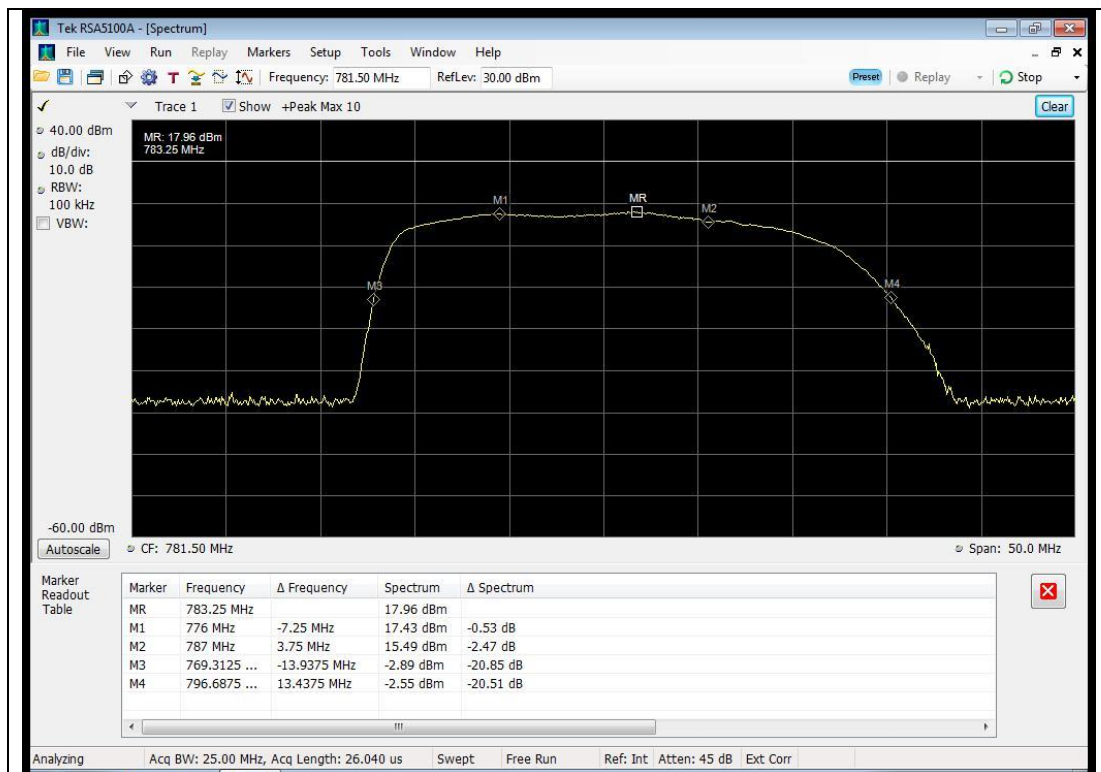 Tek RSA5100A - [Spectrum]
File View Run Replay Markers Setup Tools Window Help
T Frequency: 781.50 MHz RefLev: 30.00 dBm Preset Replay Stop
Trace 1 Show +Peak Max 10 Clear
40.00 dBm
dB/div:
10.0 dB
RBW:
100 kHz
VBW:
MR: 17.96 dBm
783.25 MHz
M1 MR M2
M3 M4
-60.00 dBm
Autoscale CF: 781.50 MHz Span: 50.0 MHz
Marker
Readout
Table
Marker Frequency Δ Frequency Spectrum Δ Spectrum
MR 783.25 MHz 17.96 dBm
M1 776 MHz -7.25 MHz 17.43 dBm -0.53 dB
M2 787 MHz 3.75 MHz 15.49 dBm -2.47 dB
M3 769.3125 ... -13.9375 MHz -2.89 dBm -20.85 dB
M4 796.6875 ... 13.4375 MHz -2.55 dBm -20.51 dB
Analyzing Acq BW: 25.00 MHz, Acq Length: 26.040 us Swept Free Run Ref: Int Atten: 45 dB Ext Corr